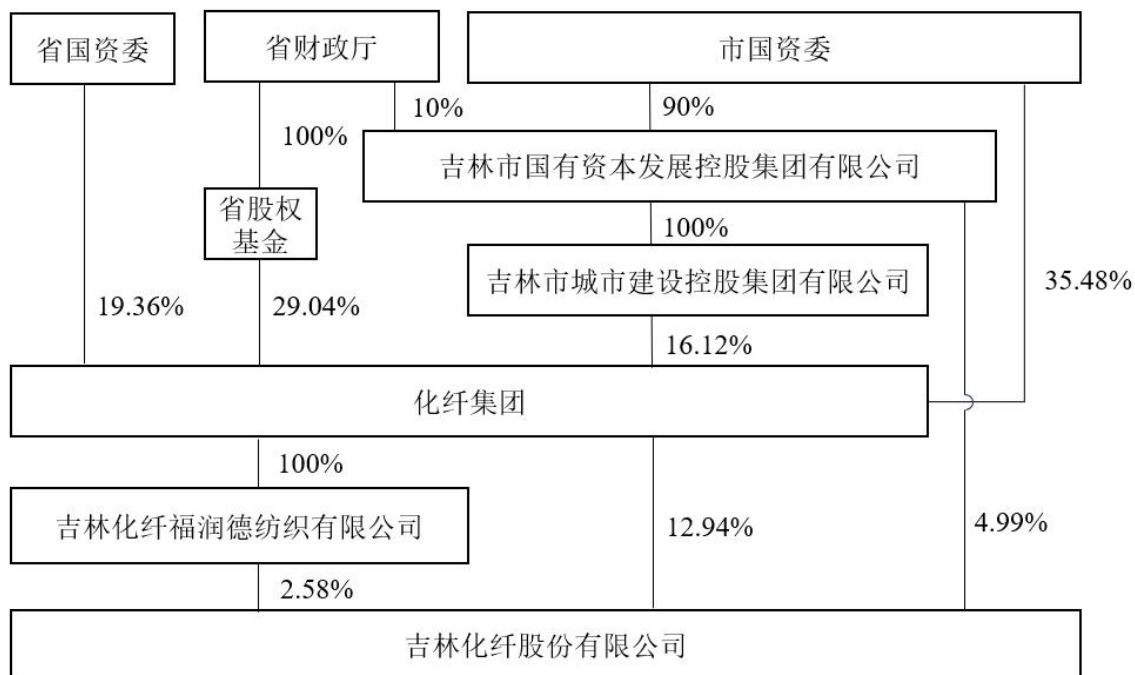 省国资委
省财政厅
市国资委
10%
90%
100%
吉林市国有资本发展控股集团有限公司
省股权
基金
100%
吉林市城市建设控股集团有限公司
35.48%
19.36%
29.04%
16.12%
化纤集团
100%
吉林化纤福润德纺织有限公司
12.94%
4.99%
2.58%
吉林化纤股份有限公司